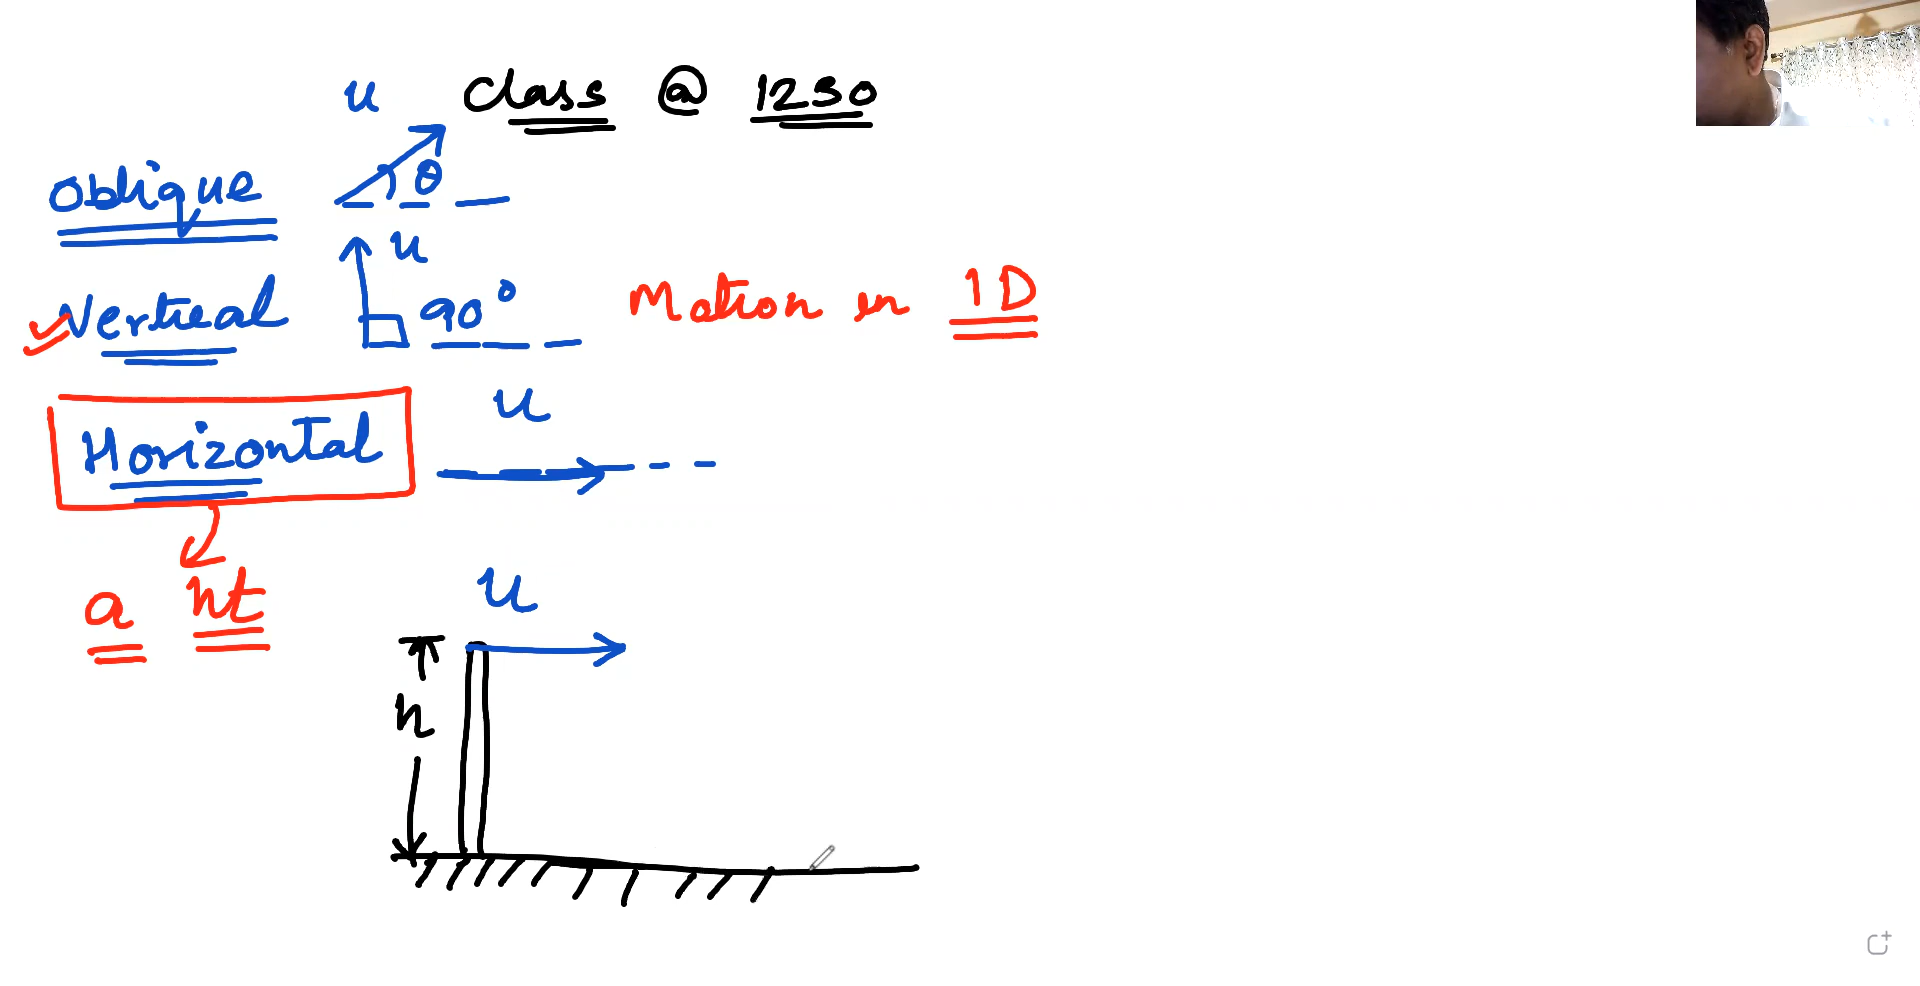 u Class @ 1230
Oblique θ
u
Vertical 90° Motion in 1D
u
Horizontal
a ht
u
h